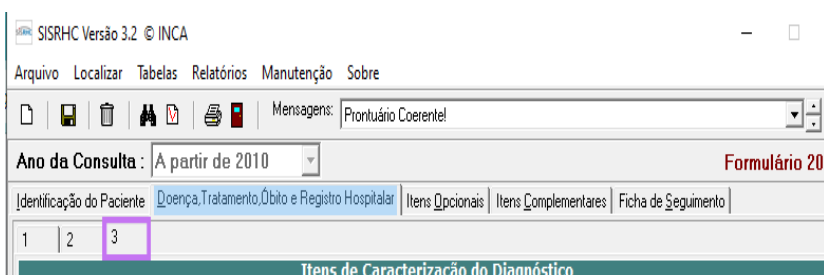 SISRHC Versão 3.2 © INCA
Arquivo Localizar Tabelas Relatórios Manutenção Sobre
Mensagens: Prontuário Coerente!
Ano da Consulta : A partir de 2010 Formulário 20
Identificação do Paciente Doença,Tratamento,Óbito e Registro Hospitalar Itens Opcionais Itens Complementares Ficha de Seguimento
1 2 3
Itens de Caracterização do Diagnóstico